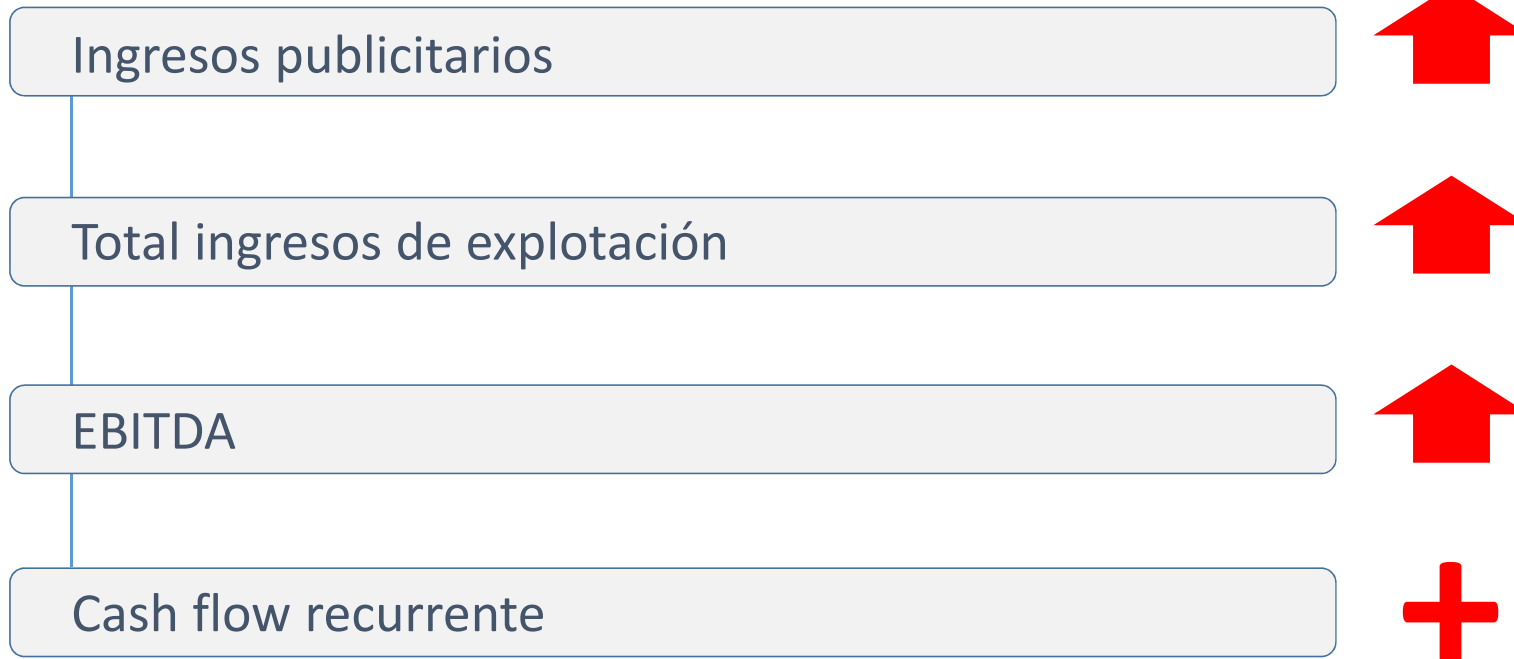 Ingresos publicitarios
Total ingresos de explotación
EBITDA
Cash flow recurrente